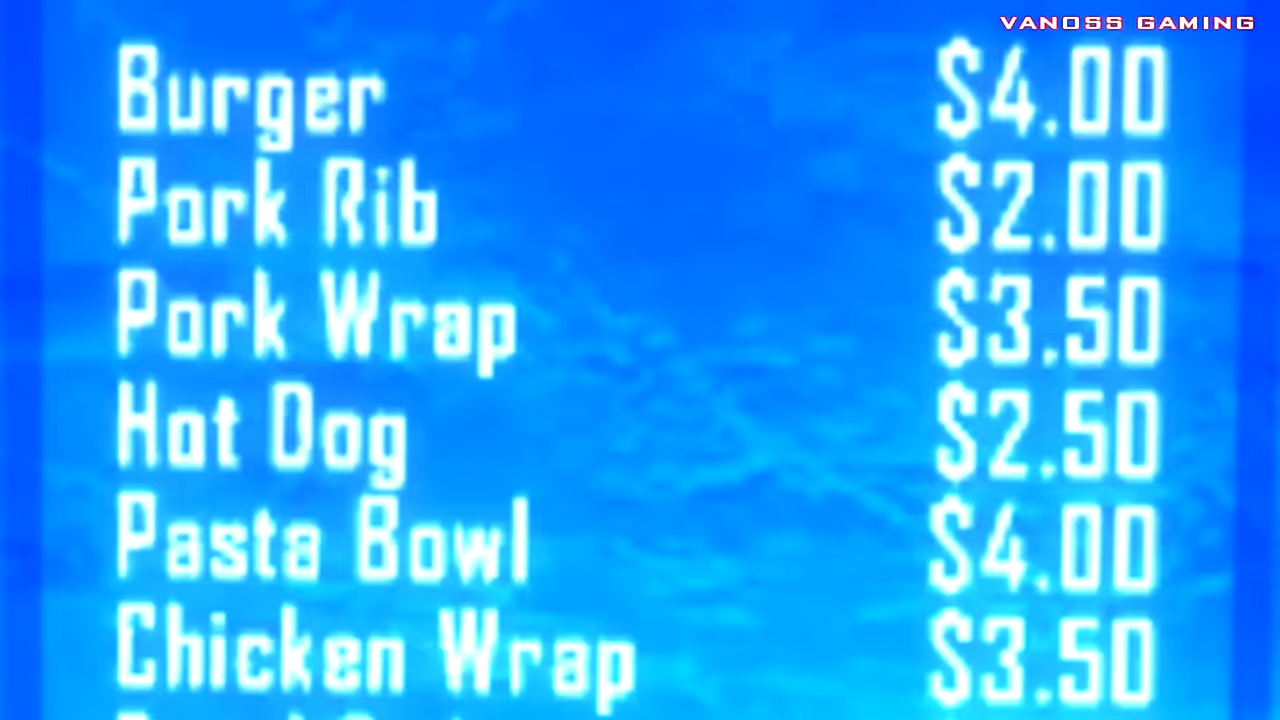 VANOSS GAMING
Burger $4.00
Pork Rib $2.00
Pork Wrap $3.50
Hot Dog $2.50
Pasta Bowl $4.00
Chicken Wrap $3.50